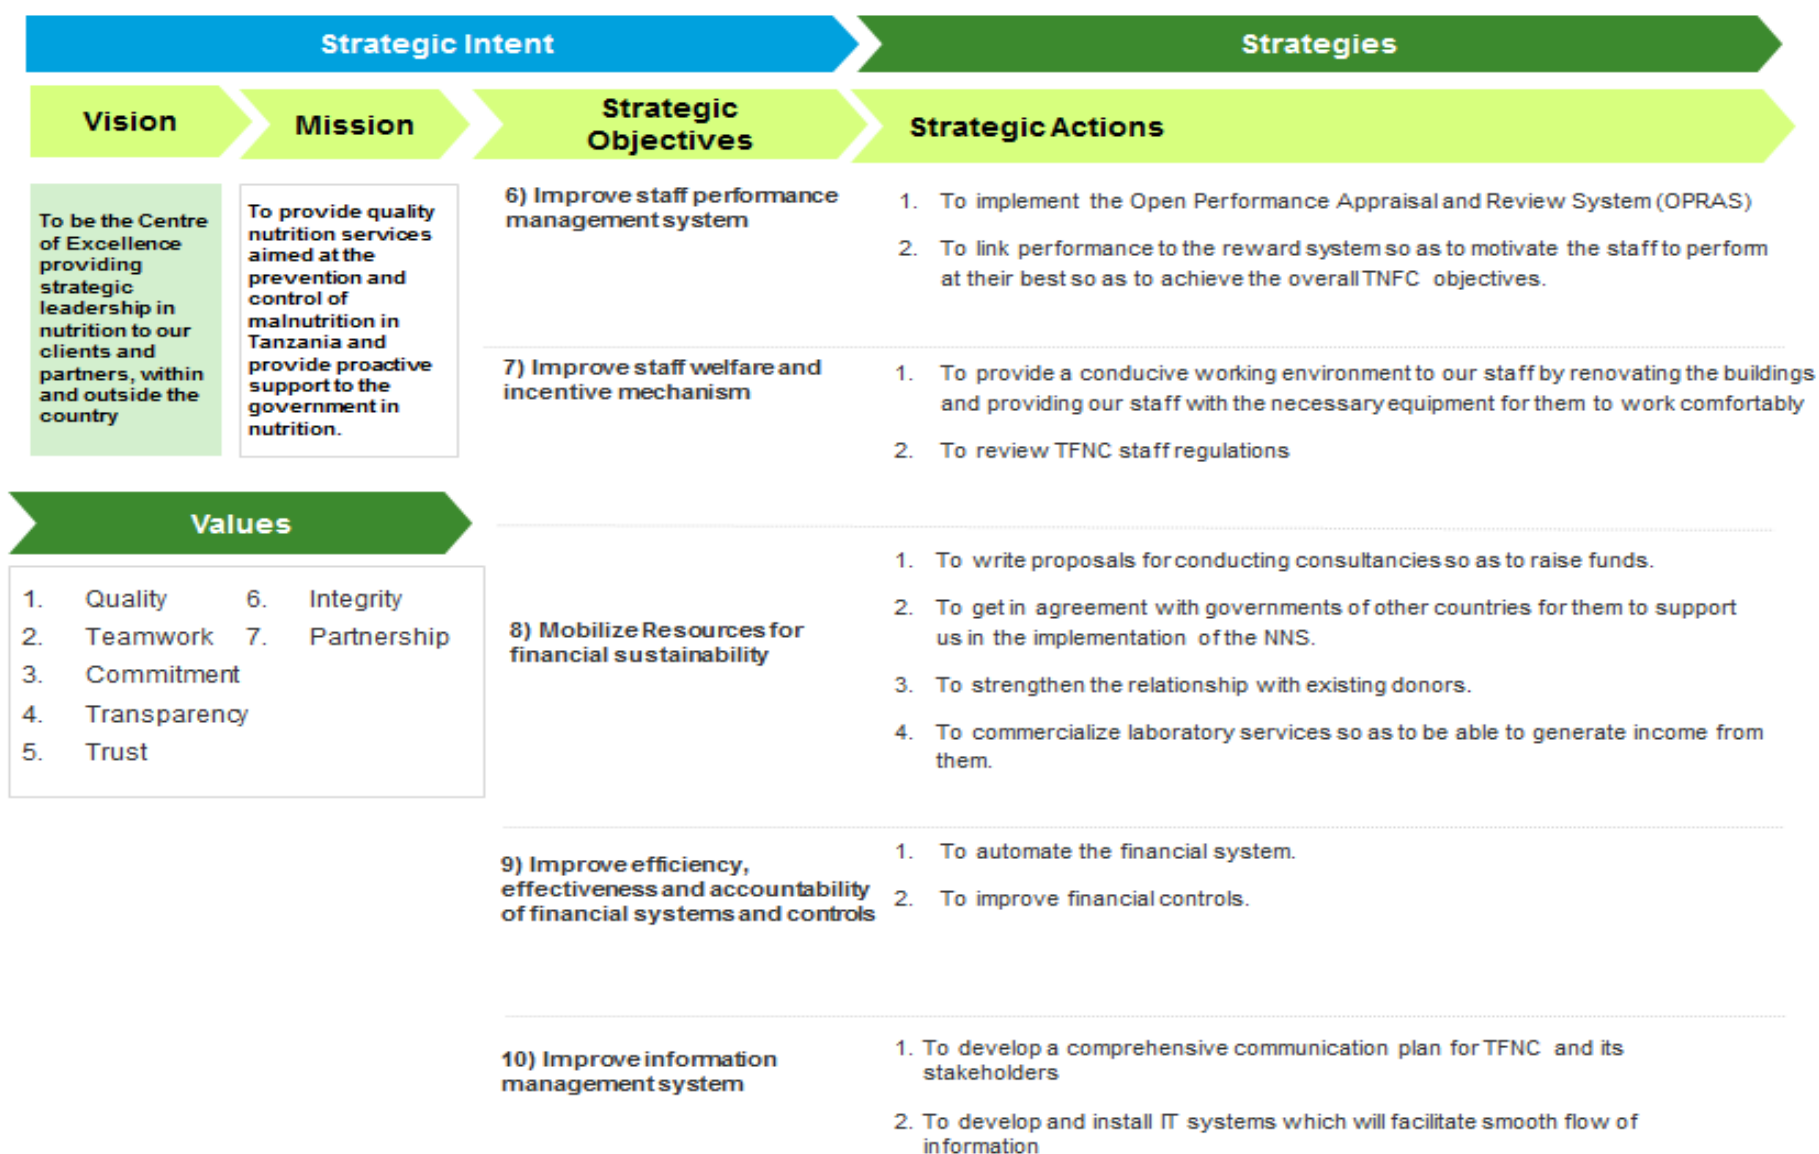 Strategic Intent
Strategies
Vision
Mission
Strategic
Objectives
Strategic Actions
To be the Centre
of Excellence
providing
strategic
leadership in
nutrition to our
clients and
partners, within
and outside the
country
To provide quality
nutrition services
aimed at the
prevention and
control of
malnutrition in
Tanzania and
provide proactive
support to the
government in
nutrition.
Values
1. Quality 6. Integrity
2. Teamwork 7. Partnership
3. Commitment
4. Transparency
5. Trust
6) Improve staff performance
management system
1. To implement the Open Performance Appraisal and Review System (OPRAS)
2. To link performance to the reward system so as to motivate the staff to perform
at their best so as to achieve the overall TNFC objectives.
7) Improve staff welfare and
incentive mechanism
1. To provide a conducive working environment to our staff by renovating the buildings
and providing our staff with the necessary equipment for them to work comfortably
2. To review TFNC staff regulations
8) Mobilize Resources for
financial sustainability
1. To write proposals for conducting consultancies so as to raise funds.
2. To get in agreement with governments of other countries for them to support
us in the implementation of the NNS.
3. To strengthen the relationship with existing donors.
4. To commercialize laboratory services so as to be able to generate income from
them.
9) Improve efficiency,
effectiveness and accountability
of financial systems and controls
1. To automate the financial system.
2. To improve financial controls.
10) Improve information
management system
1. To develop a comprehensive communication plan for TFNC and its
stakeholders
2. To develop and install IT systems which will facilitate smooth flow of
information